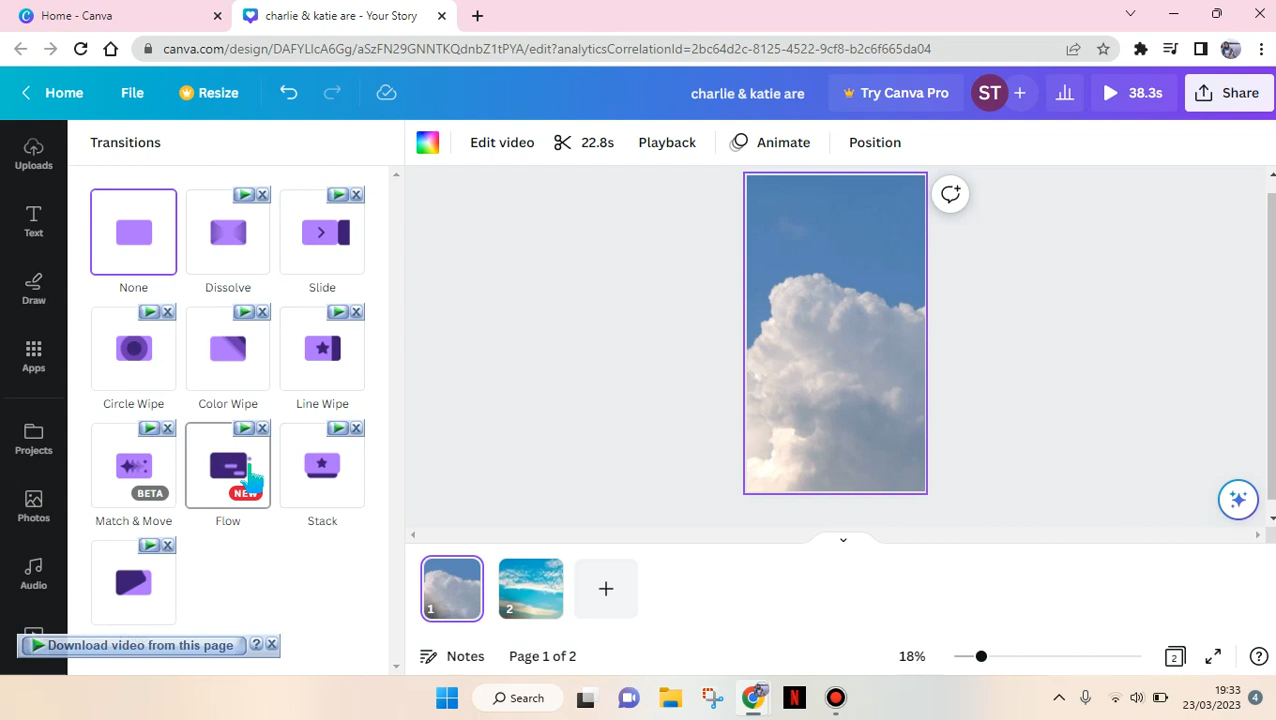 Home - Canva
charlie & katie are - Your Story
canva.com/design/DAFYLIcA6Gg/aSzFN29GNNTKQdnbZ1tPYA/edit?analyticsCorrelationId=2bc64d2c-8125-4522-9cf8-b2c6f665da04
Home
File
Resize
charlie & katie are
ST
Try Canva Pro
38.3s
Share
Uploads
Text
Draw
Apps
Projects
Photos
Audio
Transitions
None
Dissolve
Slide
Circle Wipe
Color Wipe
Line Wipe
BETA
NEW
Match & Move
Flow
Stack
Download video from this page
?
Edit video
22.8s
Playback
Animate
Position
1
2
Notes
Page 1 of 2
18%
2
?
Search
N
19:33
23/03/2023
4